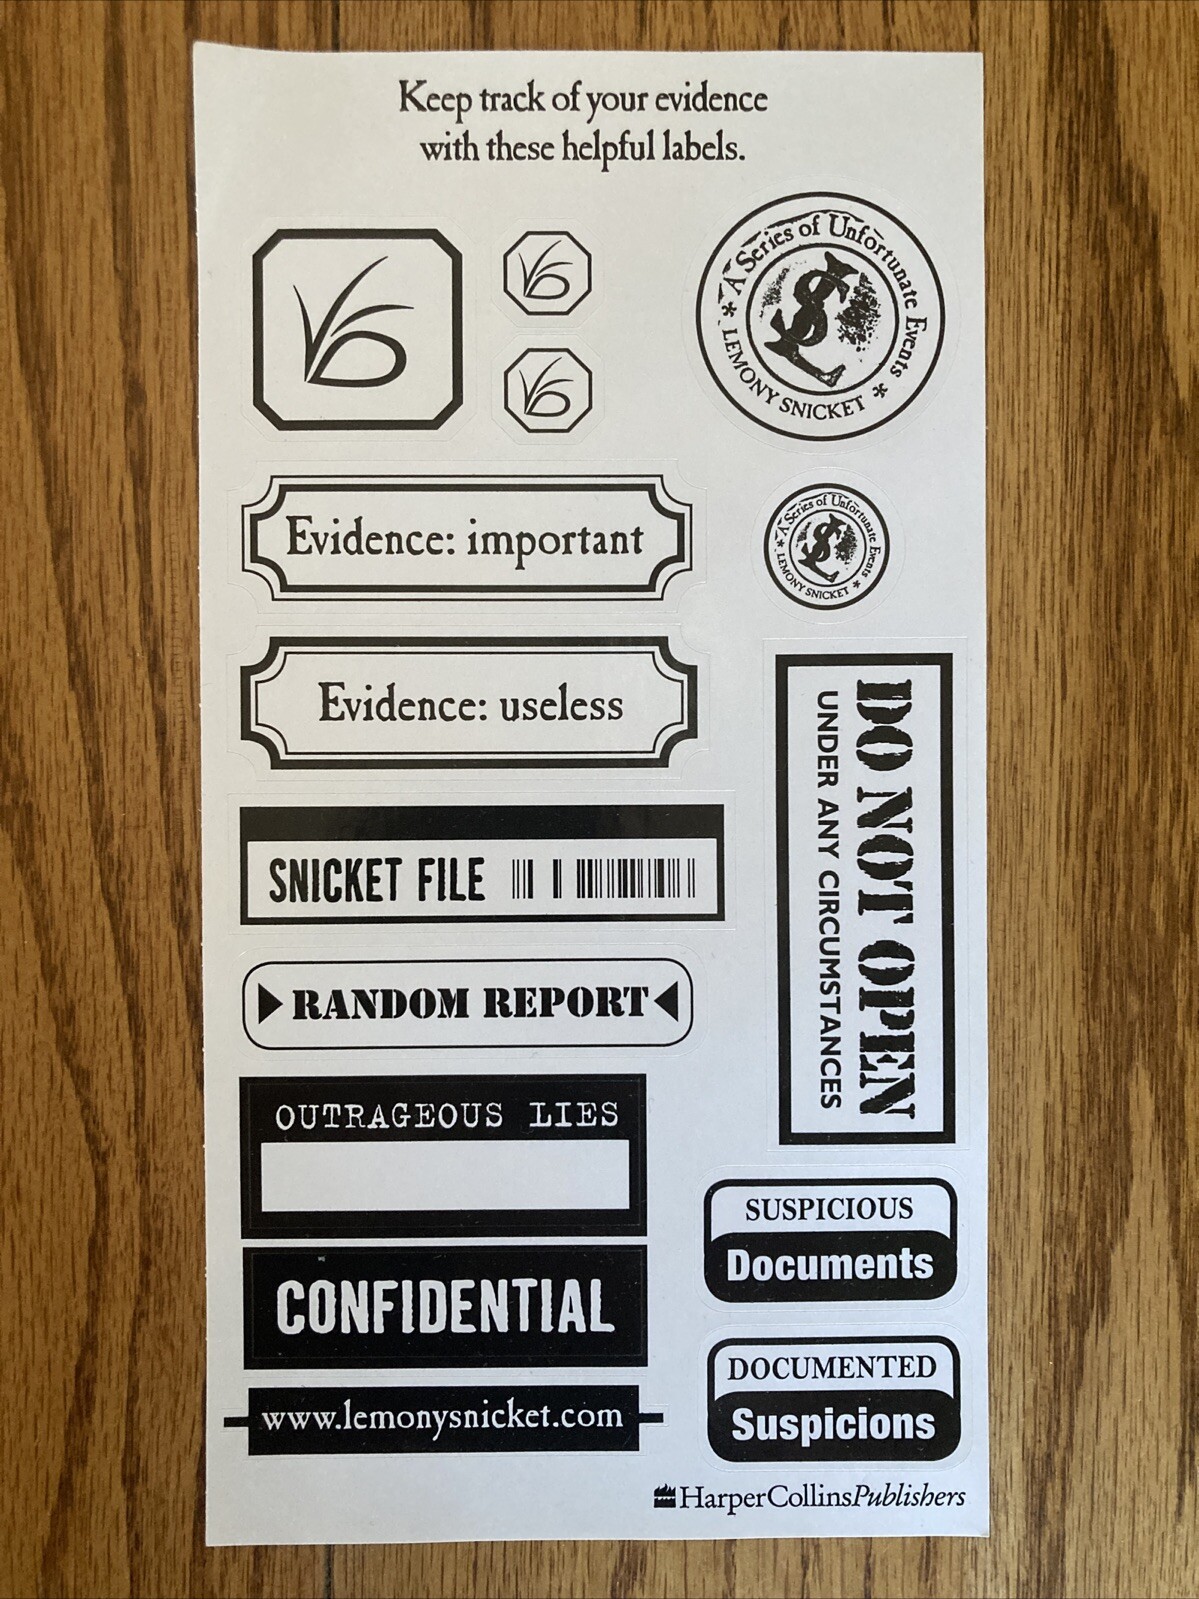 Keep track of your evidence
with these helpful labels.
A Series of Unfortunate Events
* LEMONY SNICKET *
LS
Evidence: important
A Series of Unfortunate Events
* LEMONY SNICKET *
LS
Evidence: useless
DO NOT OPEN
UNDER ANY CIRCUMSTANCES
SNICKET FILE
RANDOM REPORT
OUTRAGEOUS LIES
SUSPICIOUS
Documents
CONFIDENTIAL
DOCUMENTED
Suspicions
www.lemonysnicket.com
HarperCollinsPublishers